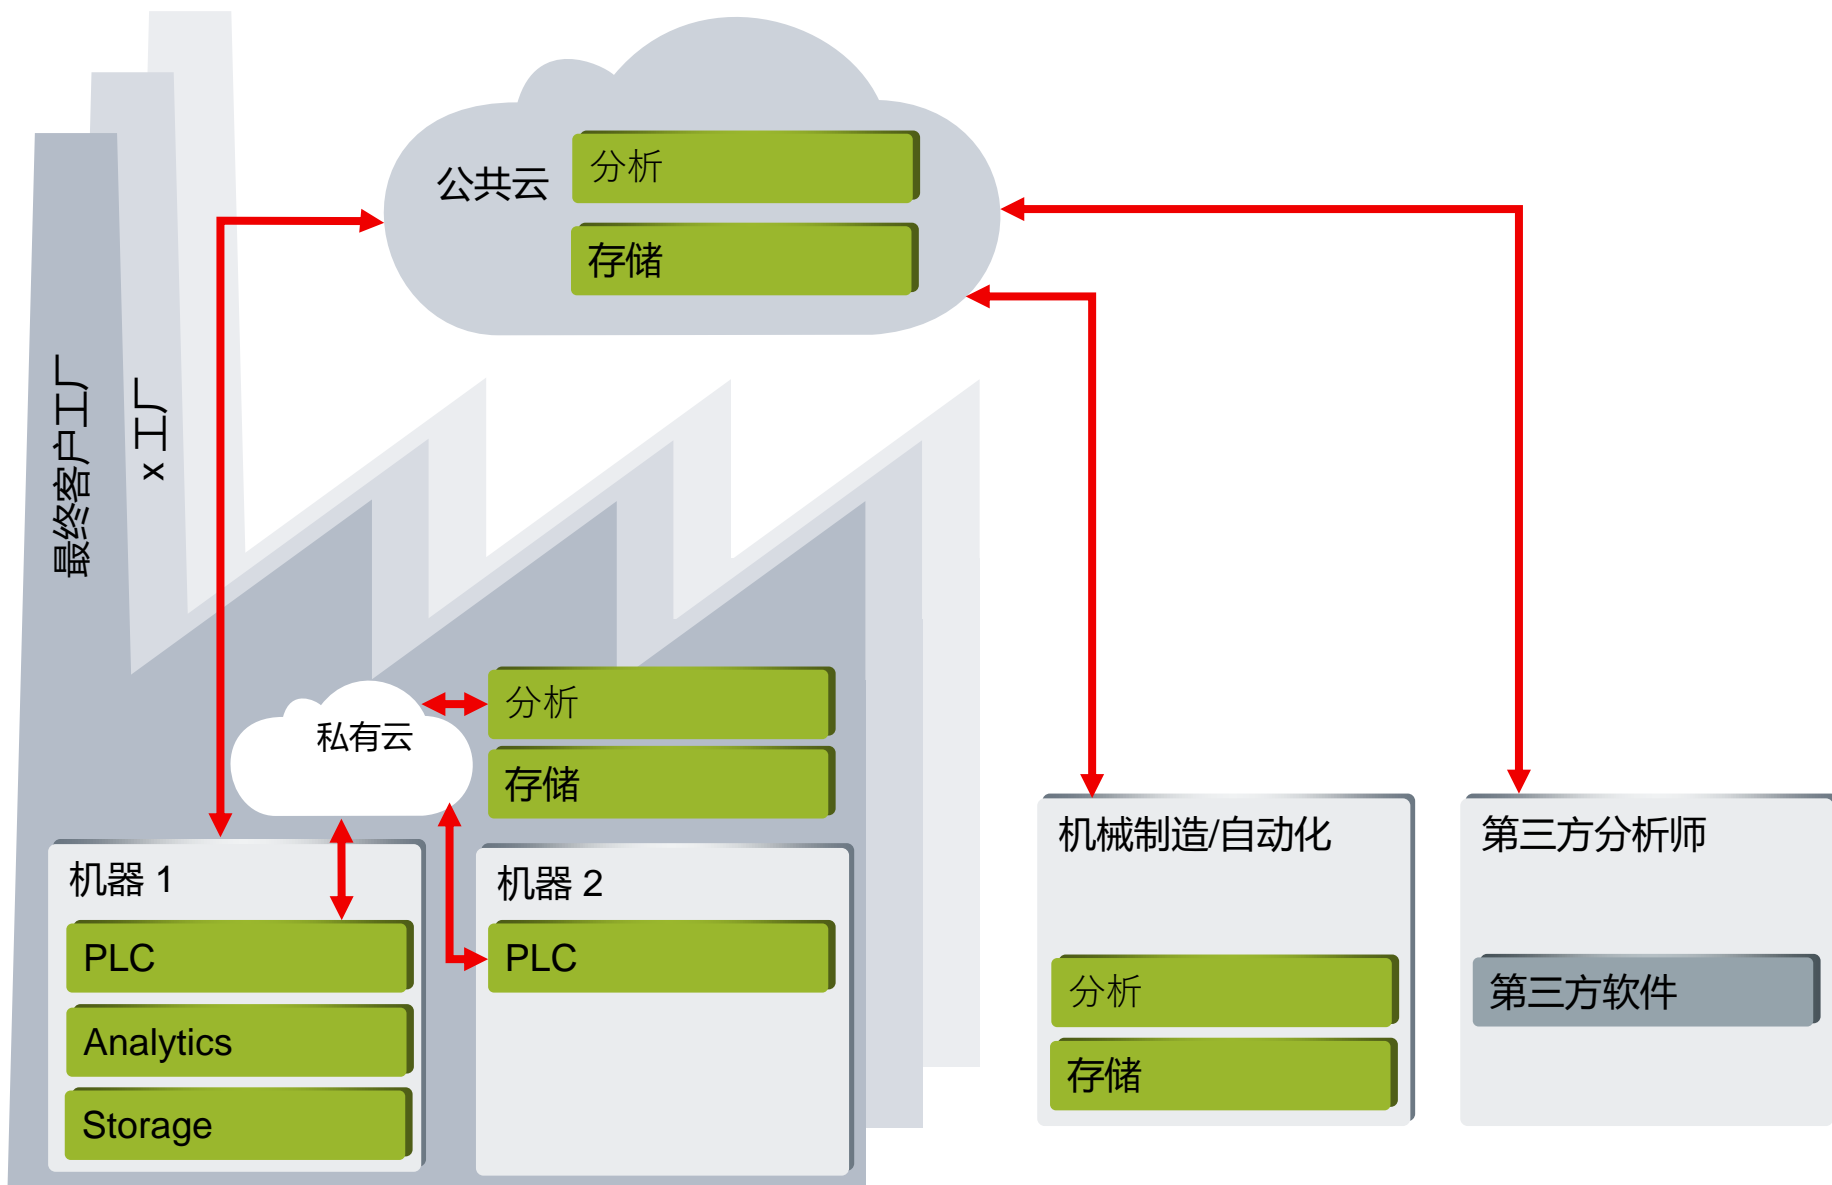 公共云
分析
存储
最终客户工厂
x 工厂
私有云
分析
存储
机器 1
PLC
Analytics
Storage
机器 2
PLC
机械制造/自动化
分析
存储
第三方分析师
第三方软件